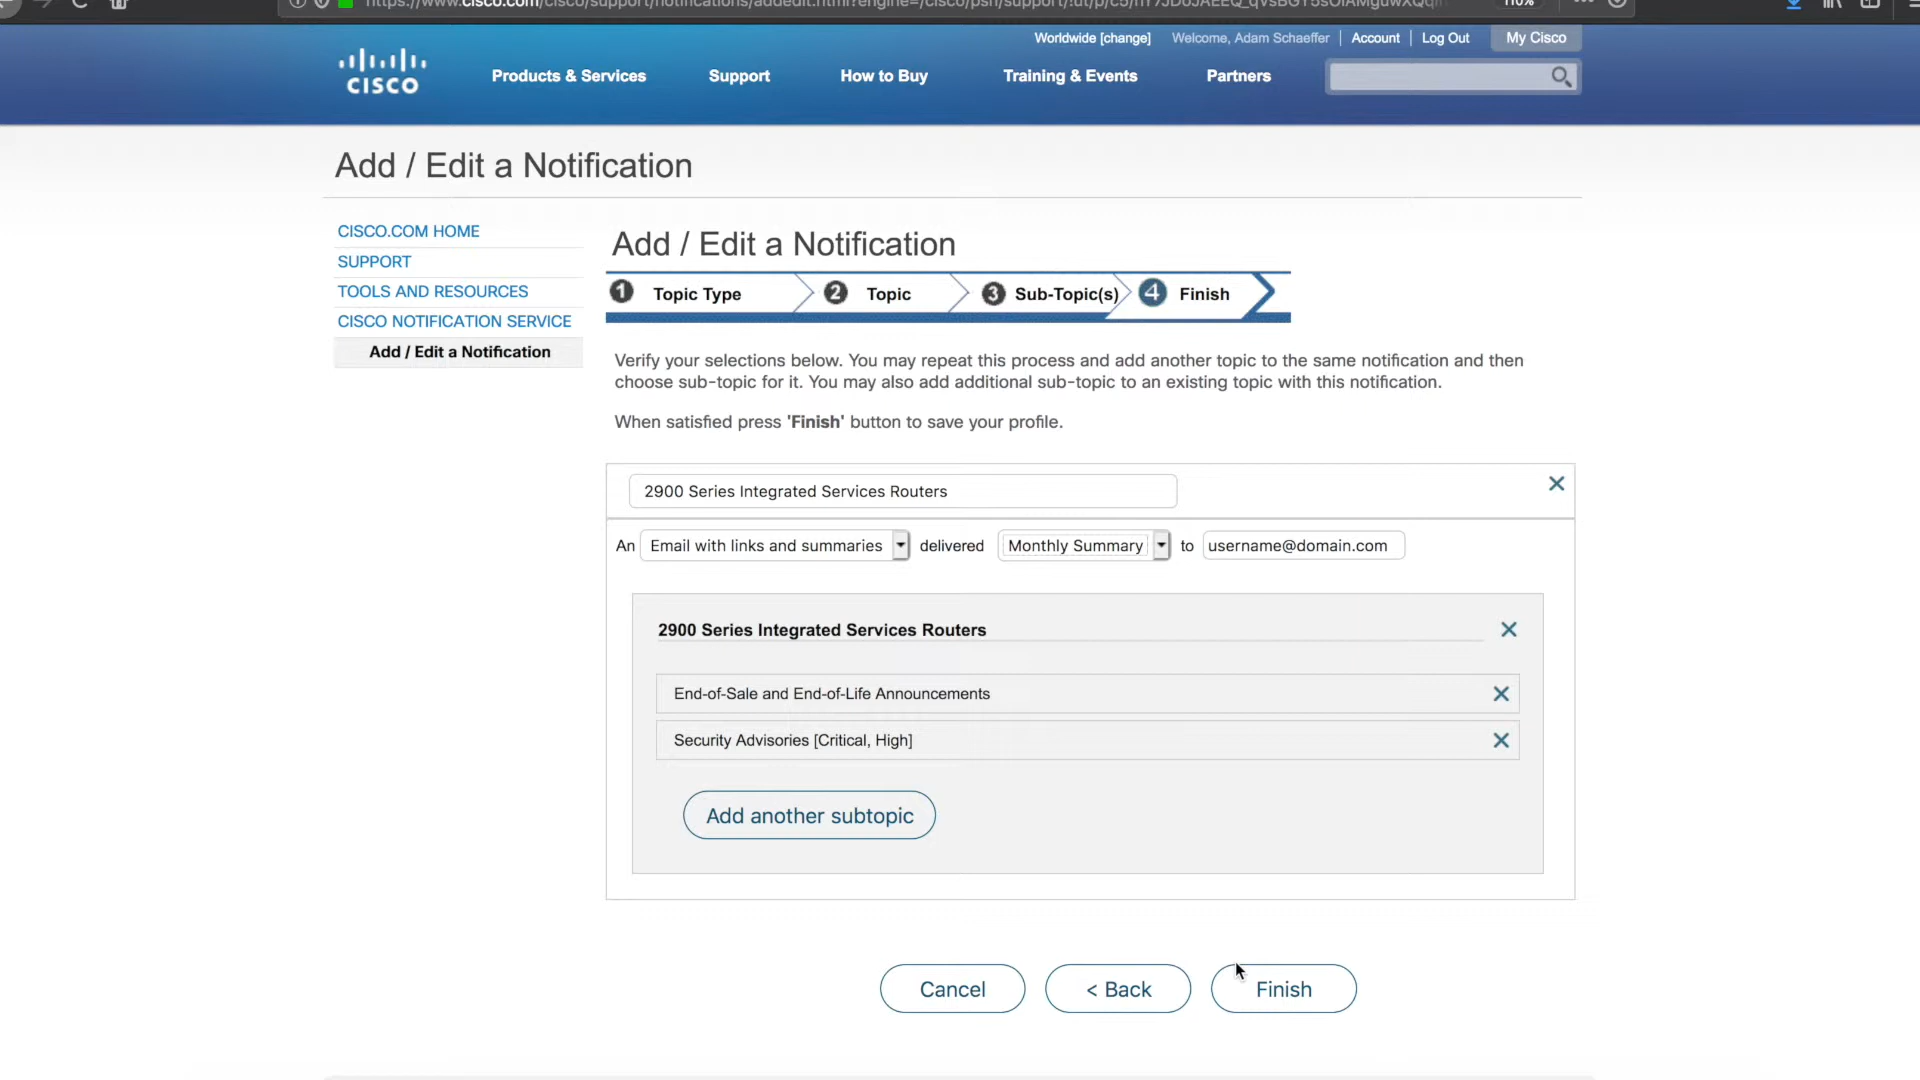 110%
Worldwide [change] Welcome, Adam Schaeffer | Account | Log Out My Cisco
CISCO
Products & Services Support How to Buy Training & Events Partners
Add / Edit a Notification
CISCO.COM HOME
SUPPORT
TOOLS AND RESOURCES
CISCO NOTIFICATION SERVICE
Add / Edit a Notification
Add / Edit a Notification
1 Topic Type 2 Topic 3 Sub-Topic(s) 4 Finish
Verify your selections below. You may repeat this process and add another topic to the same notification and then
choose sub-topic for it. You may also add additional sub-topic to an existing topic with this notification.
When satisfied press 'Finish' button to save your profile.
2900 Series Integrated Services Routers
An Email with links and summaries delivered Monthly Summary to username@domain.com
2900 Series Integrated Services Routers
End-of-Sale and End-of-Life Announcements
Security Advisories [Critical, High]
Add another subtopic
Cancel < Back Finish